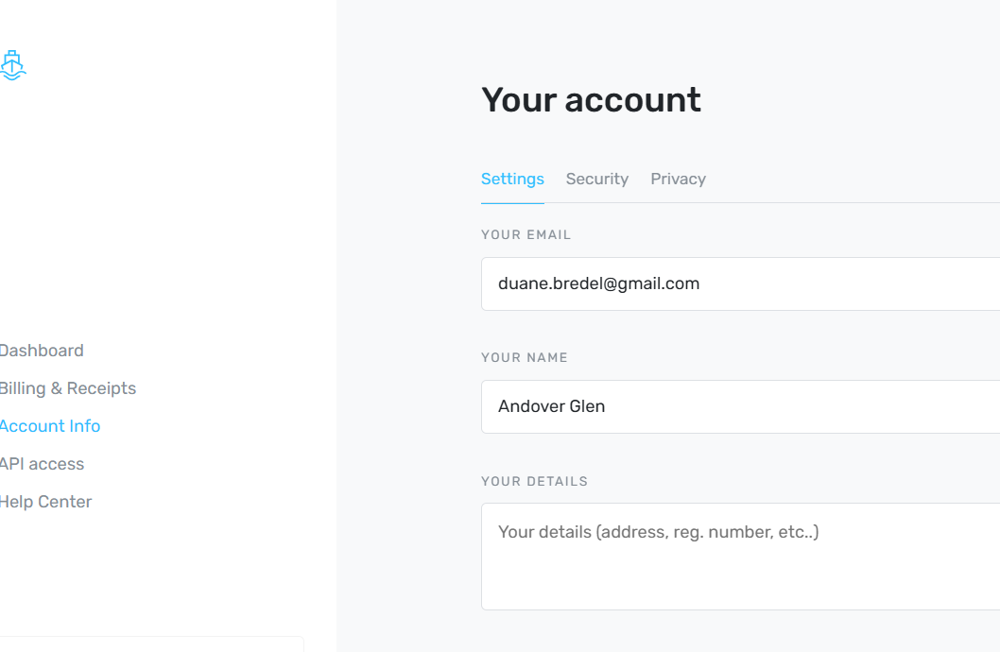 Your account
Settings Security Privacy
YOUR EMAIL
duane.bredel@gmail.com
YOUR NAME
Andover Glen
YOUR DETAILS
Your details (address, reg. number, etc..)
Dashboard
Billing & Receipts
Account Info
API access
Help Center